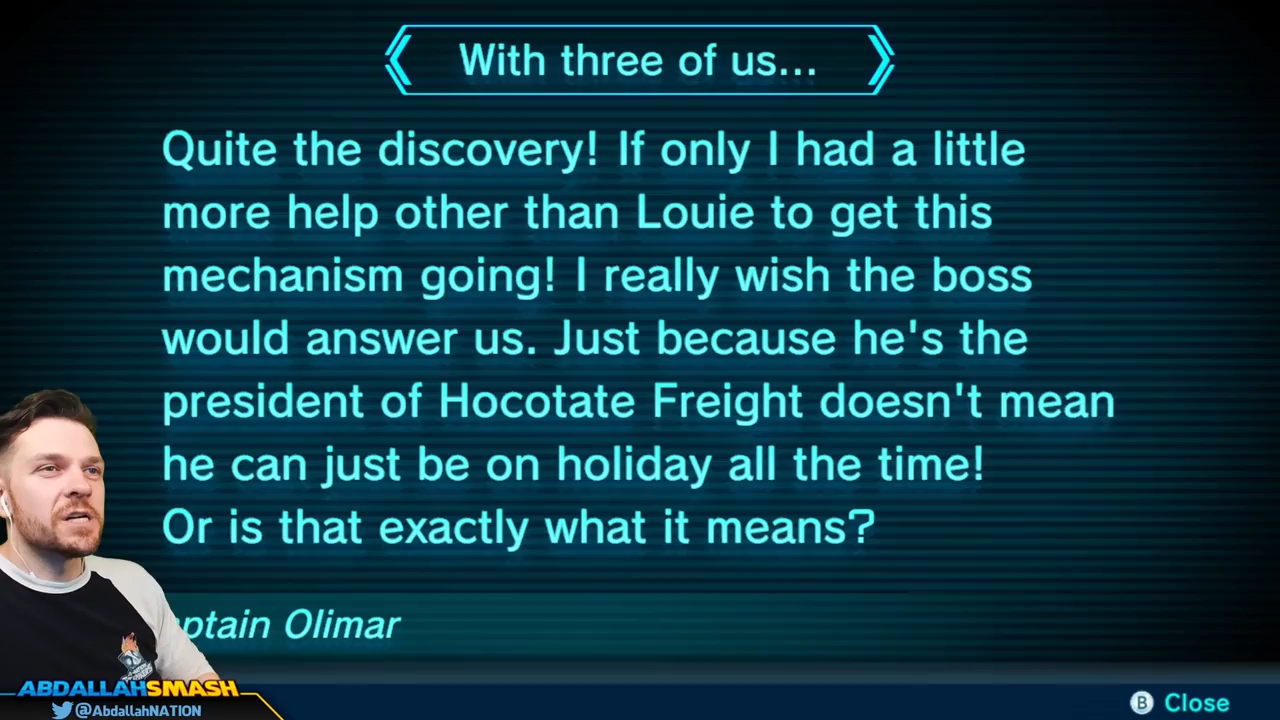 With three of us...
Quite the discovery! If only I had a little
more help other than Louie to get this
mechanism going! I really wish the boss
would answer us. Just because he's the
president of Hocotate Freight doesn't mean
he can just be on holiday all the time!
Or is that exactly what it means?
ptain Olimar
ABDALLAHSMASH
@AbdallahNATION
B Close